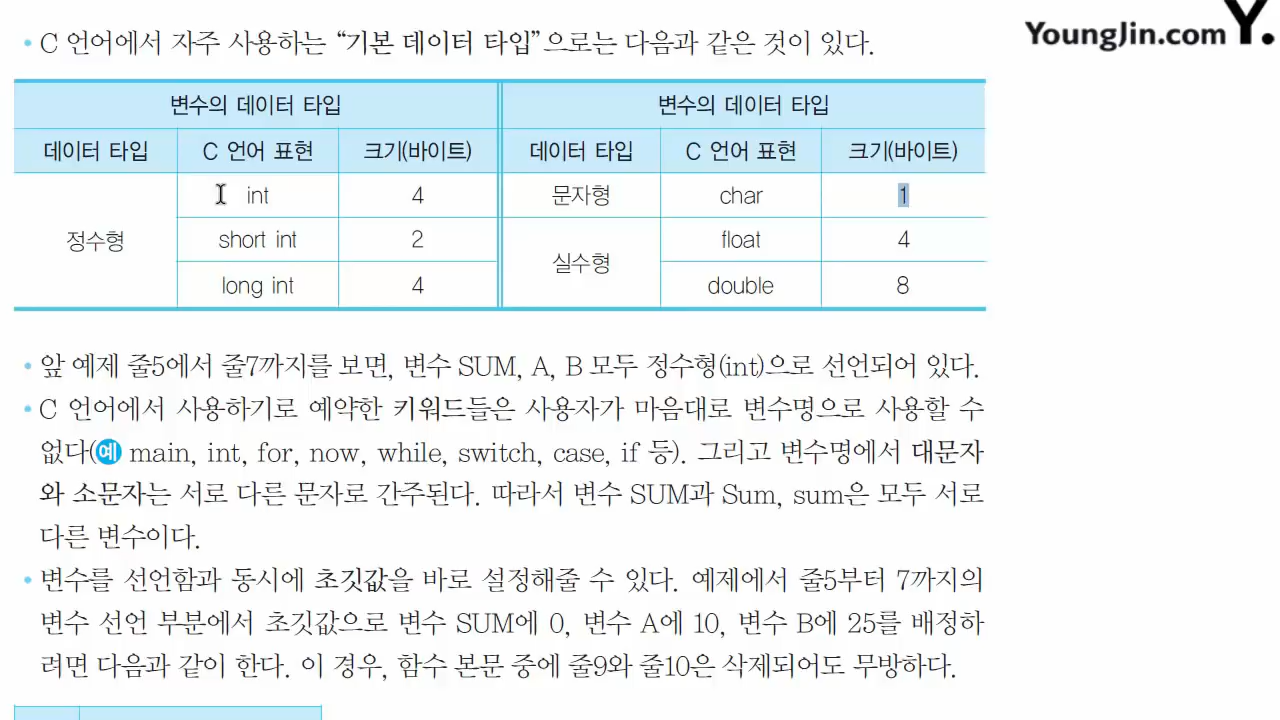 • C 언어에서 자주 사용하는 “기본 데이터 타입”으로는 다음과 같은 것이 있다.
YoungJin.com Y.
변수의 데이터 타입 변수의 데이터 타입
데이터 타입 C 언어 표현 크기(바이트) 데이터 타입 C 언어 표현 크기(바이트)
정수형 int 4 문자형 char 1
short int 2 실수형 float 4
long int 4 double 8
• 앞 예제 줄5에서 줄7까지를 보면, 변수 SUM, A, B 모두 정수형(int)으로 선언되어 있다.
• C 언어에서 사용하기로 예약한 키워드들은 사용자가 마음대로 변수명으로 사용할 수
없다(예 main, int, for, now, while, switch, case, if 등). 그리고 변수명에서 대문자
와 소문자는 서로 다른 문자로 간주된다. 따라서 변수 SUM과 Sum, sum은 모두 서로
다른 변수이다.
• 변수를 선언함과 동시에 초깃값을 바로 설정해줄 수 있다. 예제에서 줄5부터 7까지의
변수 선언 부분에서 초깃값으로 변수 SUM에 0, 변수 A에 10, 변수 B에 25를 배정하
려면 다음과 같이 한다. 이 경우, 함수 본문 중에 줄9와 줄10은 삭제되어도 무방하다.